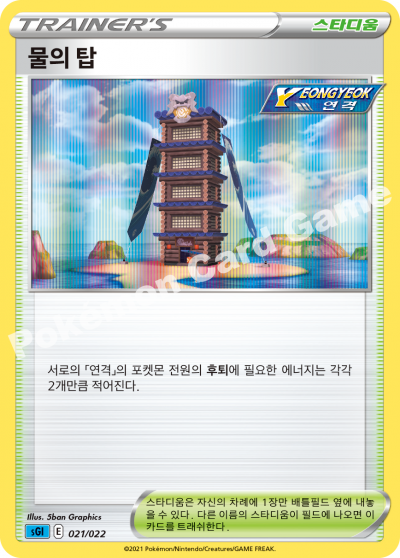 TRAINER'S 스타디움
물의 탑
YEONGYEOK
연격
Pokémon Card Game
서로의 「연격」의 포켓몬 전원의 후퇴에 필요한 에너지는 각각
2개만큼 적어진다.
Illus. 5ban Graphics
sGI E 021/022
스타디움은 자신의 차례에 1장만 배틀필드 옆에 내놓
을 수 있다. 다른 이름의 스타디움이 필드에 나오면 이
카드를 트래쉬한다.
©2021 Pokémon/Nintendo/Creatures/GAME FREAK.